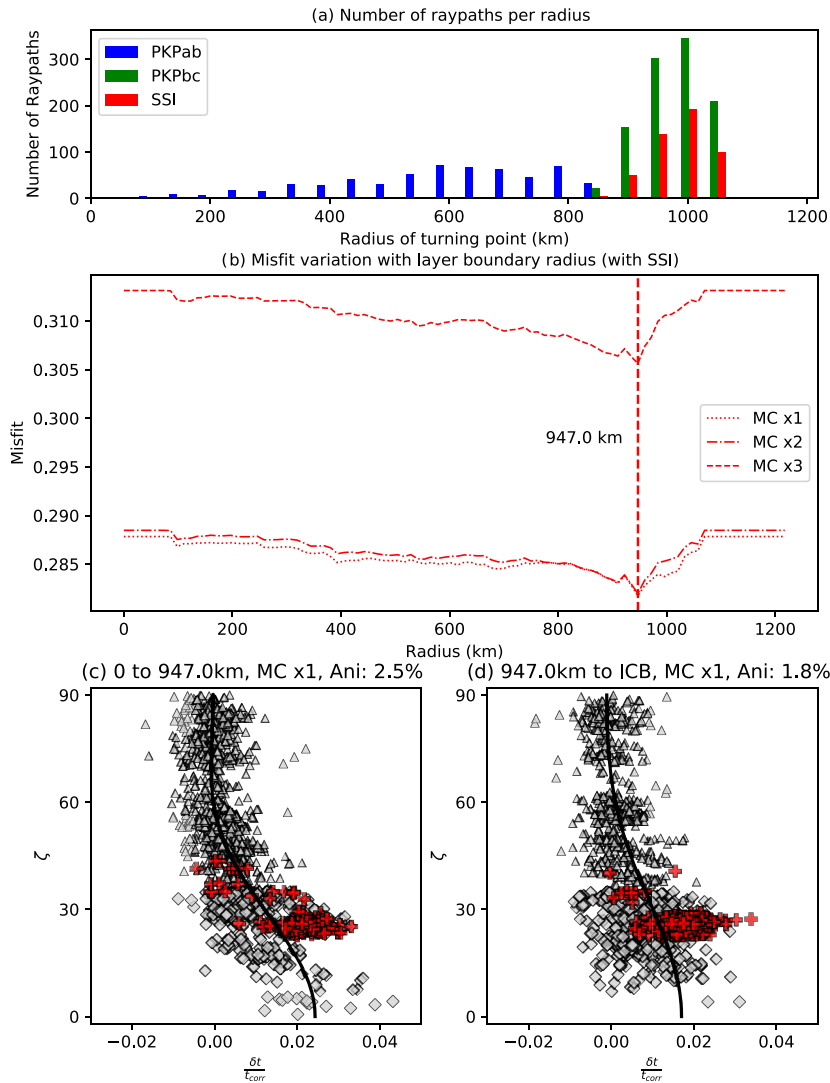 (a) Number of raypaths per radius
Number of Raypaths
300
200
100
0
PKPab
PKPbc
SSI
0 200 400 600 800 1000 1200
Radius of turning point (km)
(b) Misfit variation with layer boundary radius (with SSI)
Misfit
0.310
0.305
0.300
0.295
0.290
0.285
947.0 km
MC x1
MC x2
MC x3
0 200 400 600 800 1000 1200
Radius (km)
(c) 0 to 947.0km, MC x1, Ani: 2.5%
ζ
90
60
30
0
−0.02 0.00 0.02 0.04
δt
t_corr
(d) 947.0km to ICB, MC x1, Ani: 1.8%
ζ
90
60
30
0
−0.02 0.00 0.02 0.04
δt
t_corr